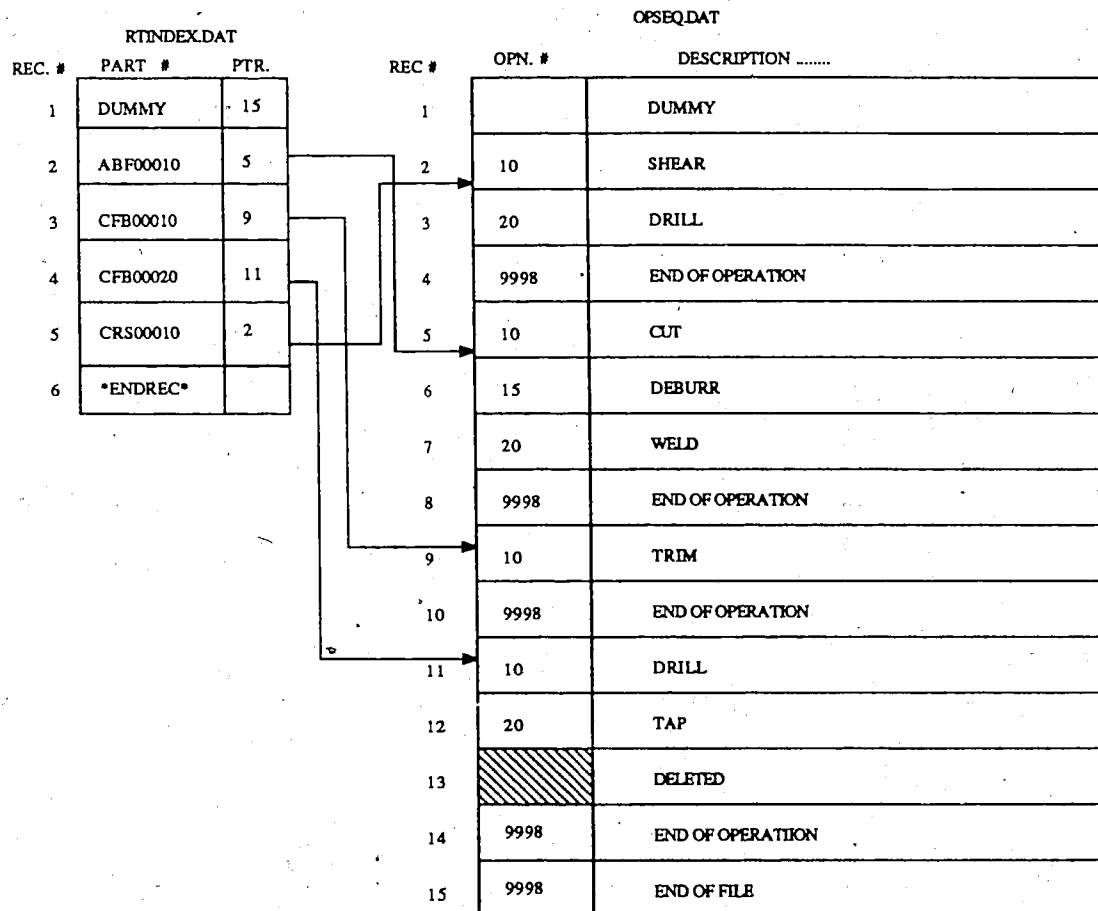 OPSEQ.DAT
RTINDEX.DAT
REC. # PART # PTR. REC # OPN. # DESCRIPTION ........
1 DUMMY 15 1 DUMMY
2 ABF00010 5 2 10 SHEAR
3 CFB00010 9 3 20 DRILL
4 CFB00020 11 4 9998 END OF OPERATION
5 CRS00010 2 5 10 CUT
6 *ENDREC* 6 15 DEBURR
7 20 WELD
8 9998 END OF OPERATION
9 10 TRIM
10 9998 END OF OPERATION
11 10 DRILL
12 20 TAP
13 DELETED
14 9998 END OF OPERATIION
15 9998 END OF FILE